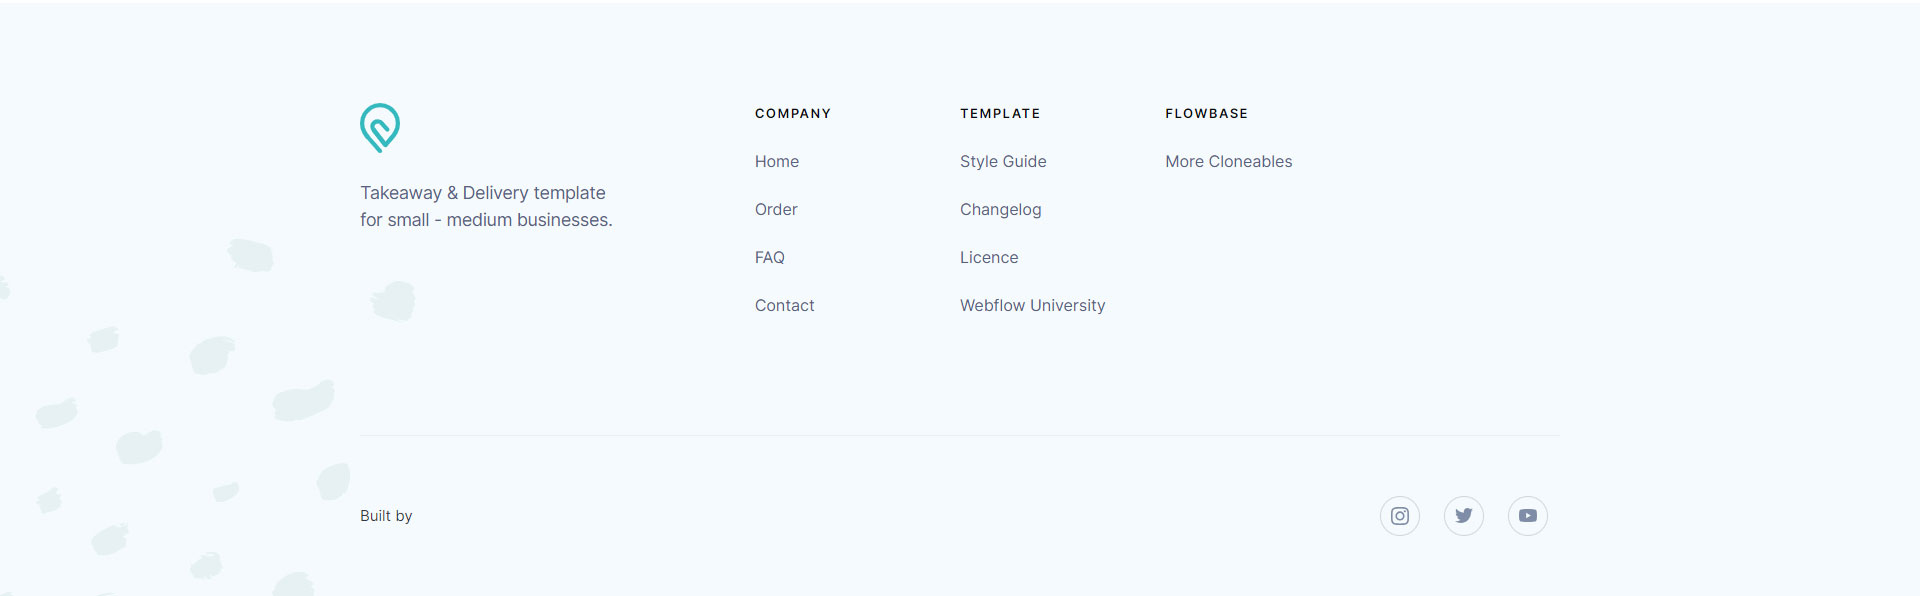 Takeaway & Delivery template
for small - medium businesses.
COMPANY
Home
Order
FAQ
Contact
TEMPLATE
Style Guide
Changelog
Licence
Webflow University
FLOWBASE
More Cloneables
Built by